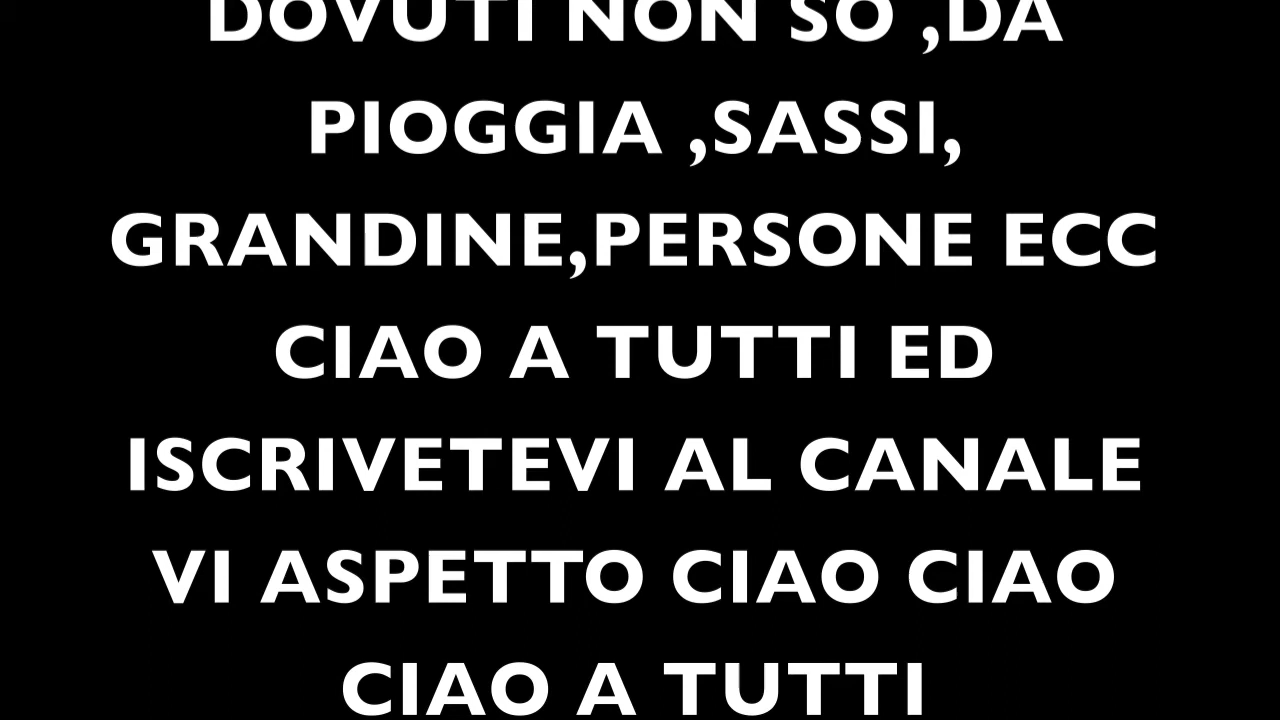 DOVUTI NON SO ,DA
PIOGGIA ,SASSI,
GRANDINE,PERSONE ECC
CIAO A TUTTI ED
ISCRIVETEVI AL CANALE
VI ASPETTO CIAO CIAO
CIAO A TUTTI